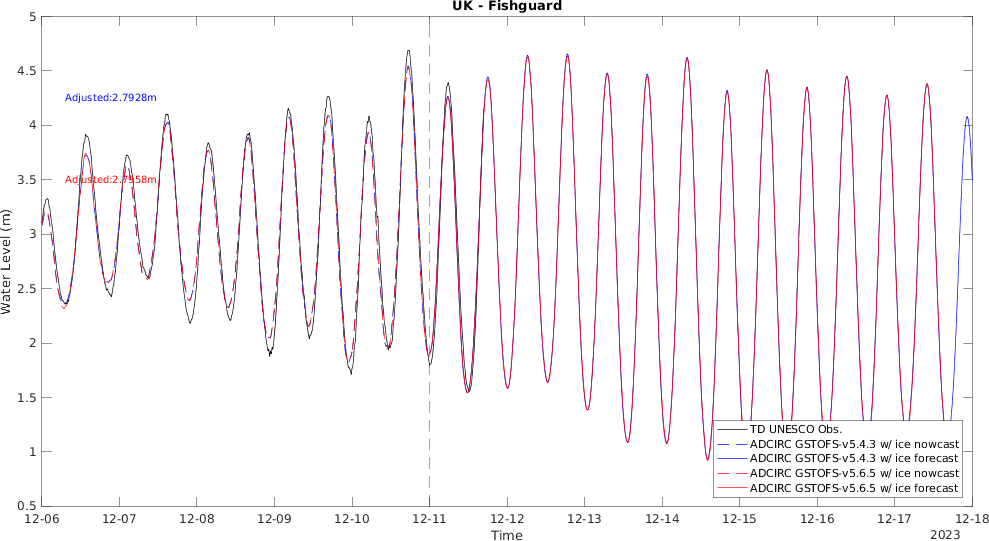 UK - Fishguard
5
4.5
4
3.5
3
2.5
2
1.5
1
0.5
Water Level (m)
Adjusted:2.7928m
Adjusted:2.7958m
TD UNESCO Obs.
ADCIRC GSTOFS-v5.4.3 w/ ice nowcast
ADCIRC GSTOFS-v5.4.3 w/ ice forecast
ADCIRC GSTOFS-v5.6.5 w/ ice nowcast
ADCIRC GSTOFS-v5.6.5 w/ ice forecast
12-06 12-07 12-08 12-09 12-10 12-11 12-12 12-13 12-14 12-15 12-16 12-17 12-18
Time
2023